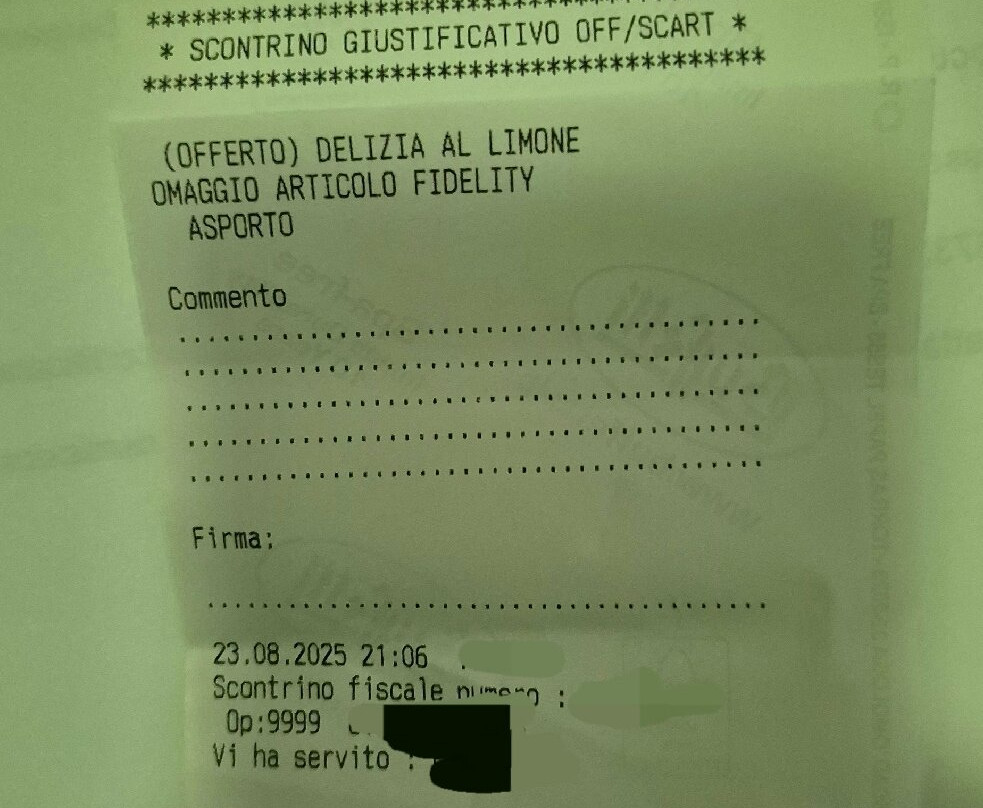 ****************************************
* SCONTRINO GIUSTIFICATIVO OFF/SCART *
****************************************
(OFFERTO) DELIZIA AL LIMONE
OMAGGIO ARTICOLO FIDELITY
ASPORTO
Commento
Firma:
23.08.2025 21:06
Scontrino fiscale numero :
Op:9999
Vi ha servito :